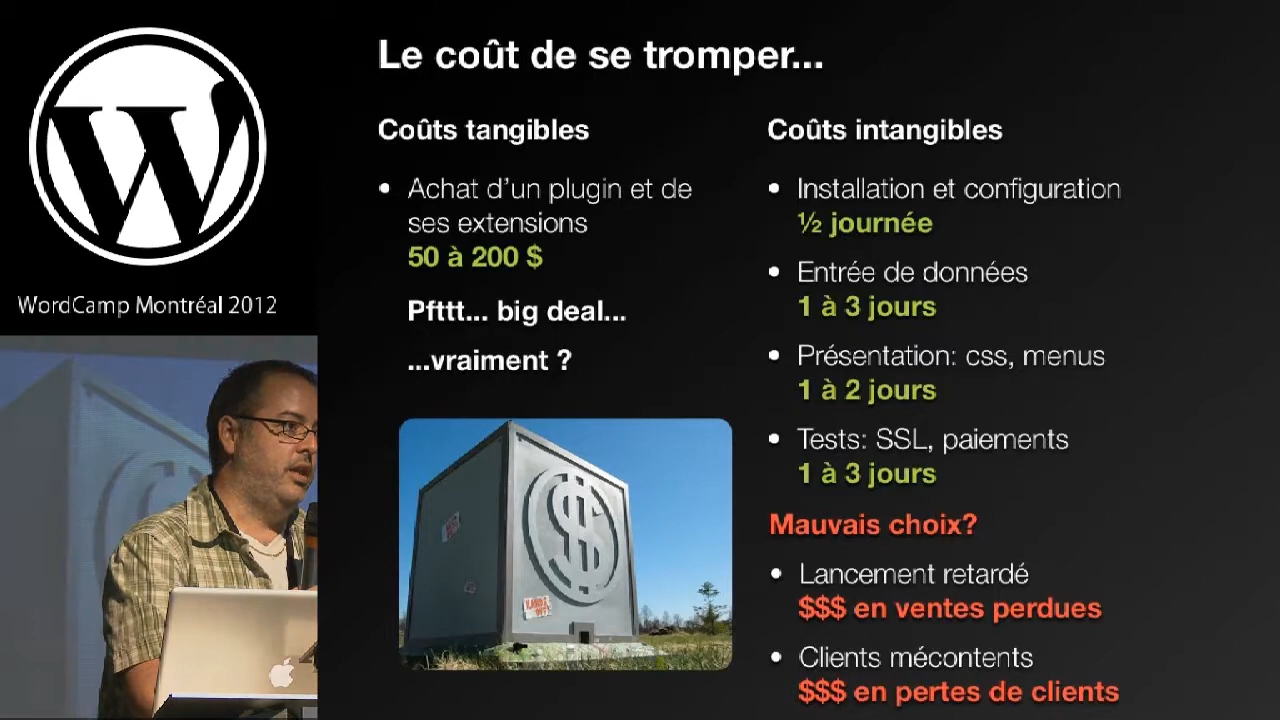 WordCamp Montréal 2012
Le coût de se tromper...
Coûts tangibles
• Achat d'un plugin et de
ses extensions
50 à 200 $
Pfttt... big deal...
...vraiment ?
Coûts intangibles
• Installation et configuration
½ journée
• Entrée de données
1 à 3 jours
• Présentation: css, menus
1 à 2 jours
• Tests: SSL, paiements
1 à 3 jours
Mauvais choix?
• Lancement retardé
$$$ en ventes perdues
• Clients mécontents
$$$ en pertes de clients